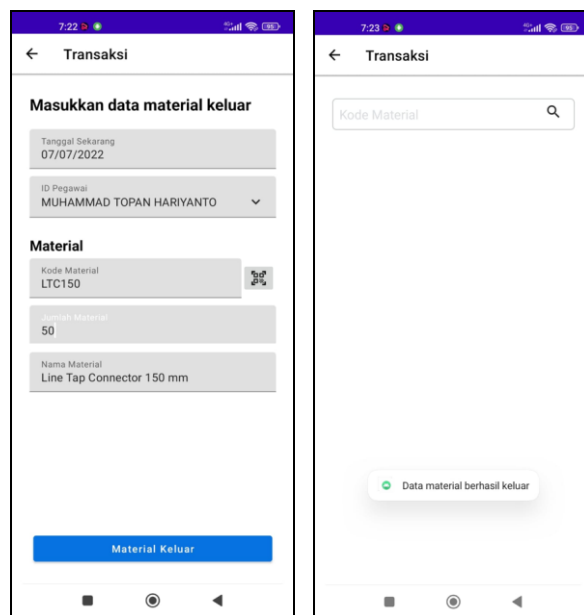 7:22
95
Transaksi
Masukkan data material keluar
Tanggal Sekarang
07/07/2022
ID Pegawai
MUHAMMAD TOPAN HARIYANTO
Material
Kode Material
LTC150
Jumlah Material
50
Nama Material
Line Tap Connector 150 mm
Material Keluar
7:23
95
Transaksi
Kode Material
Data material berhasil keluar